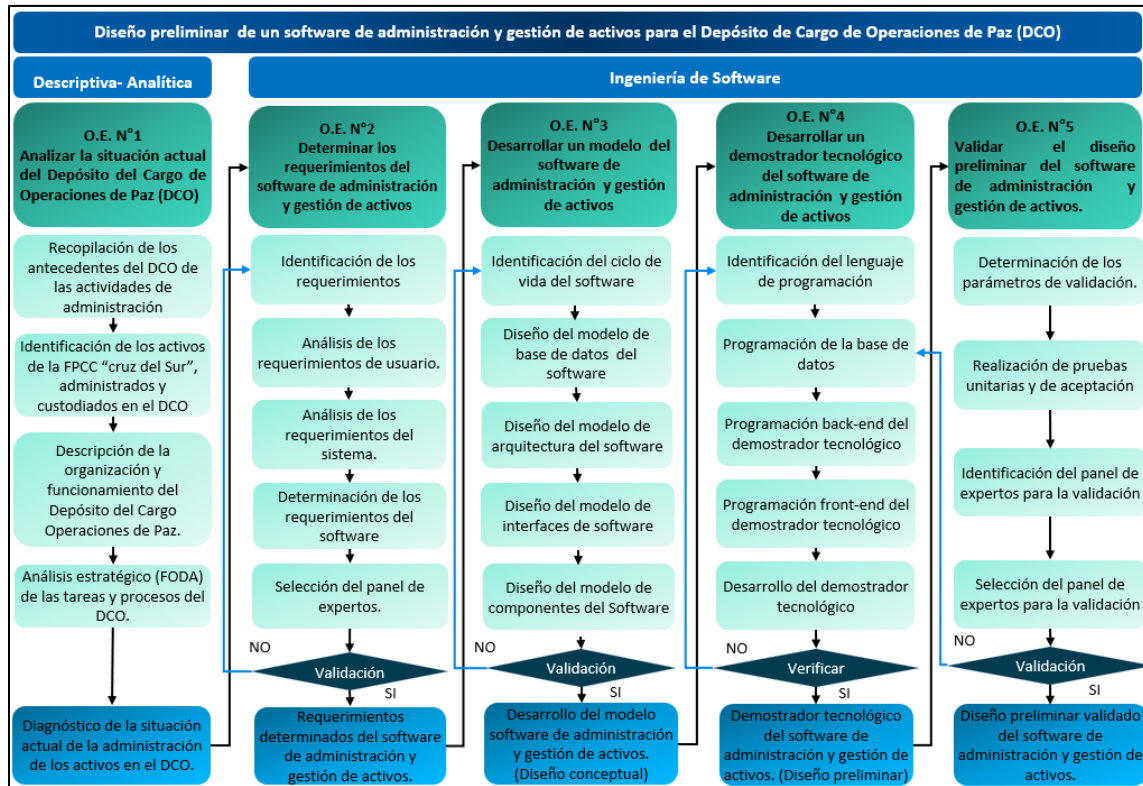 Diseño preliminar de un software de administración y gestión de activos para el Depósito de Cargo de Operaciones de Paz (DCO)
Descriptiva- Analítica
Ingeniería de Software
O.E. N°1
Analizar la situación actual
del Depósito del Cargo de
Operaciones de Paz (DCO)
Recopilación de los
antecedentes del DCO de
las actividades de
administración
Identificación de los activos
de la FPCC “cruz del Sur”,
administrados y
custodiados en el DCO
Descripción de la
organización y
funcionamiento del
Depósito del Cargo
Operaciones de Paz.
Análisis estratégico (FODA)
de las tareas y procesos del
DCO.
Diagnóstico de la situación
actual de la administración
de los activos en el DCO.
O.E. N°2
Determinar los
requerimientos del
software de administración
y gestión de activos
Identificación de los
requerimientos
Análisis de los
requerimientos de usuario.
Análisis de los
requerimientos del
sistema.
Determinación de los
requerimientos del
software
Selección del panel de
expertos.
NO
Validación
SI
Requerimientos
determinados del software
de administración y
gestión de activos.
O.E. N°3
Desarrollar un modelo del
software de
administración y gestión
de activos
Identificación del ciclo de
vida del software
Diseño del modelo de
base de datos del
software
Diseño del modelo de
arquitectura del software
Diseño del modelo de
interfaces de software
Diseño del modelo de
componentes del Software
NO
Validación
SI
Desarrollo del modelo
software de administración
y gestión de activos.
(Diseño conceptual)
O.E. N°4
Desarrollar un
demostrador tecnológico
del software de
administración y gestión
de activos
Identificación del lenguaje
de programación
Programación de la base de
datos
Programación back-end del
demostrador tecnológico
Programación front-end del
demostrador tecnológico
Desarrollo del demostrador
tecnológico
NO
Verificar
SI
Demostrador tecnológico
del software de
administración y gestión de
activos. (Diseño preliminar)
O.E. N°5
Validar el diseño
preliminar del software
de administración y
gestión de activos.
Determinación de los
parámetros de validación.
Realización de pruebas
unitarias y de aceptación
Identificación del panel de
expertos para la validación
Selección del panel de
expertos para la validación
NO
Validación
SI
Diseño preliminar validado
del software de
administración y gestión de
activos.